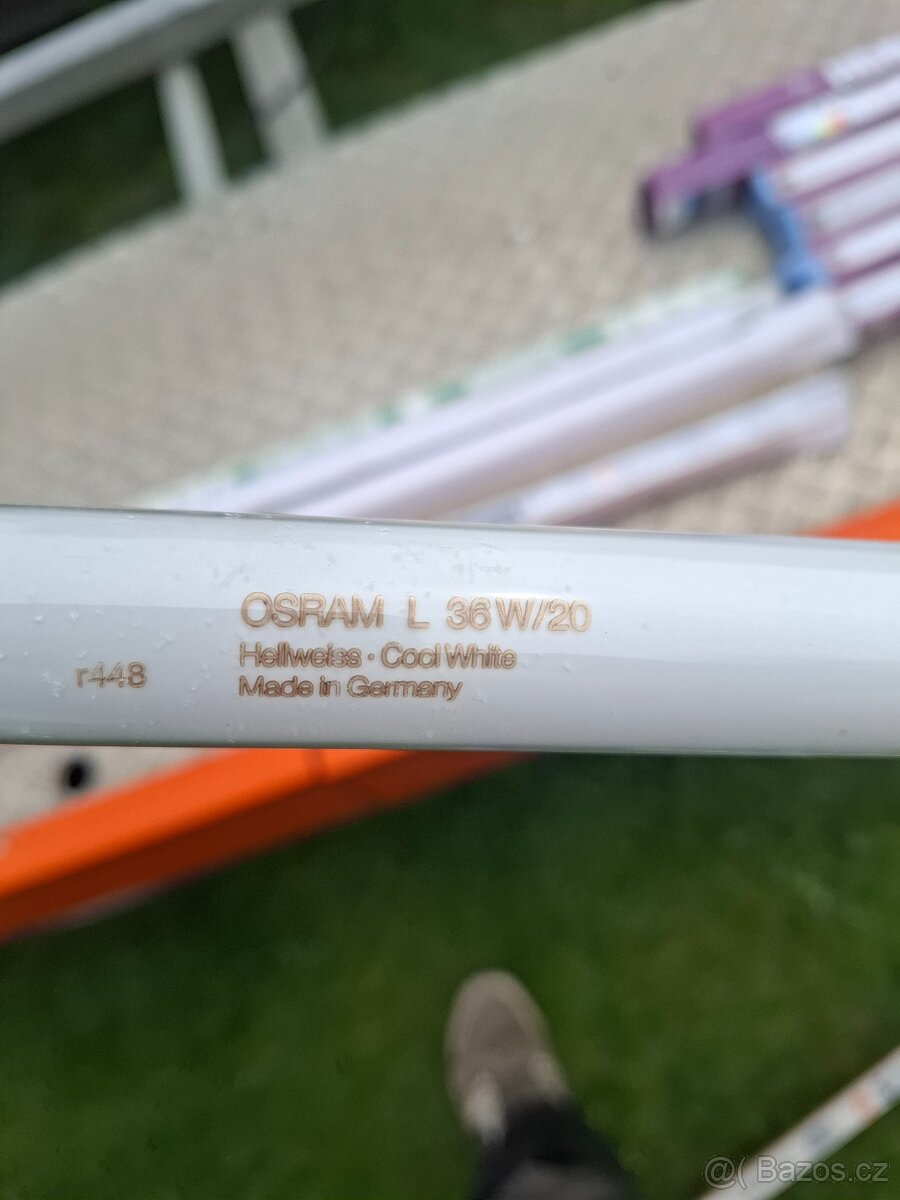 OSRAM L 36W/20
Hellweiss · Cool White
Made in Germany
r448
@( Bazos.cz